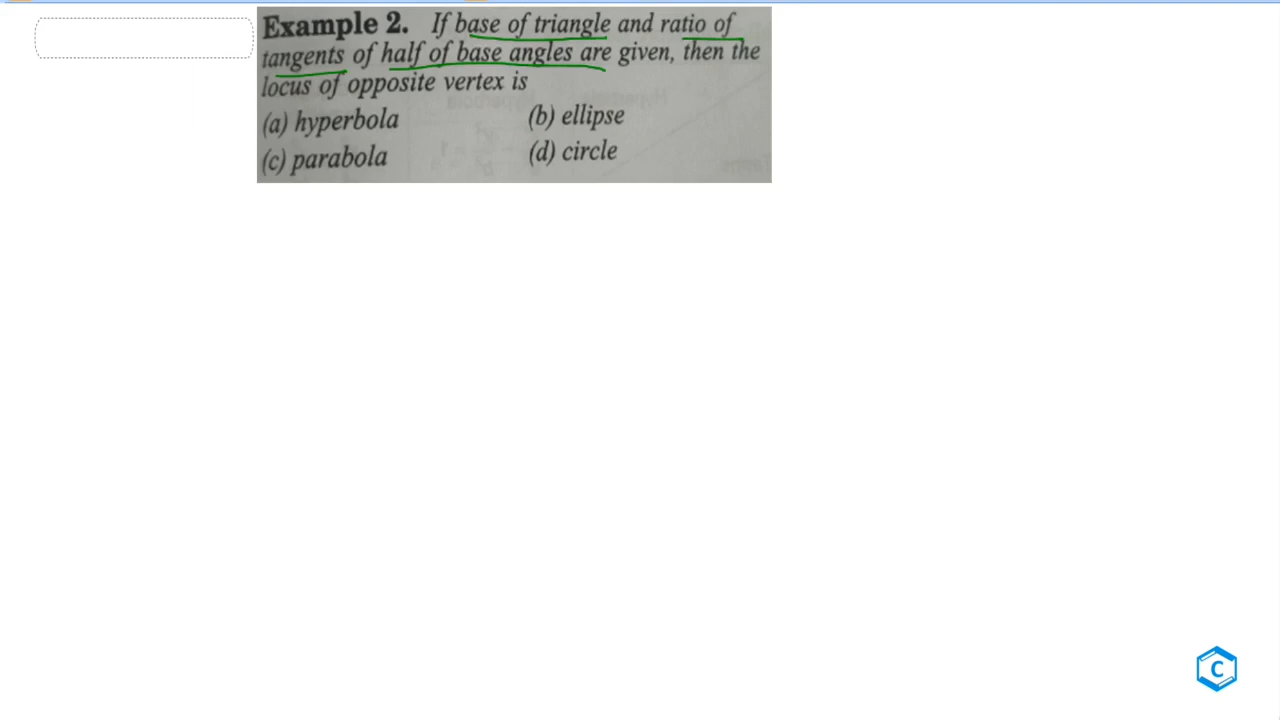 Example 2. If base of triangle and ratio of
tangents of half of base angles are given, then the
locus of opposite vertex is
(a) hyperbola (b) ellipse
(c) parabola (d) circle
C